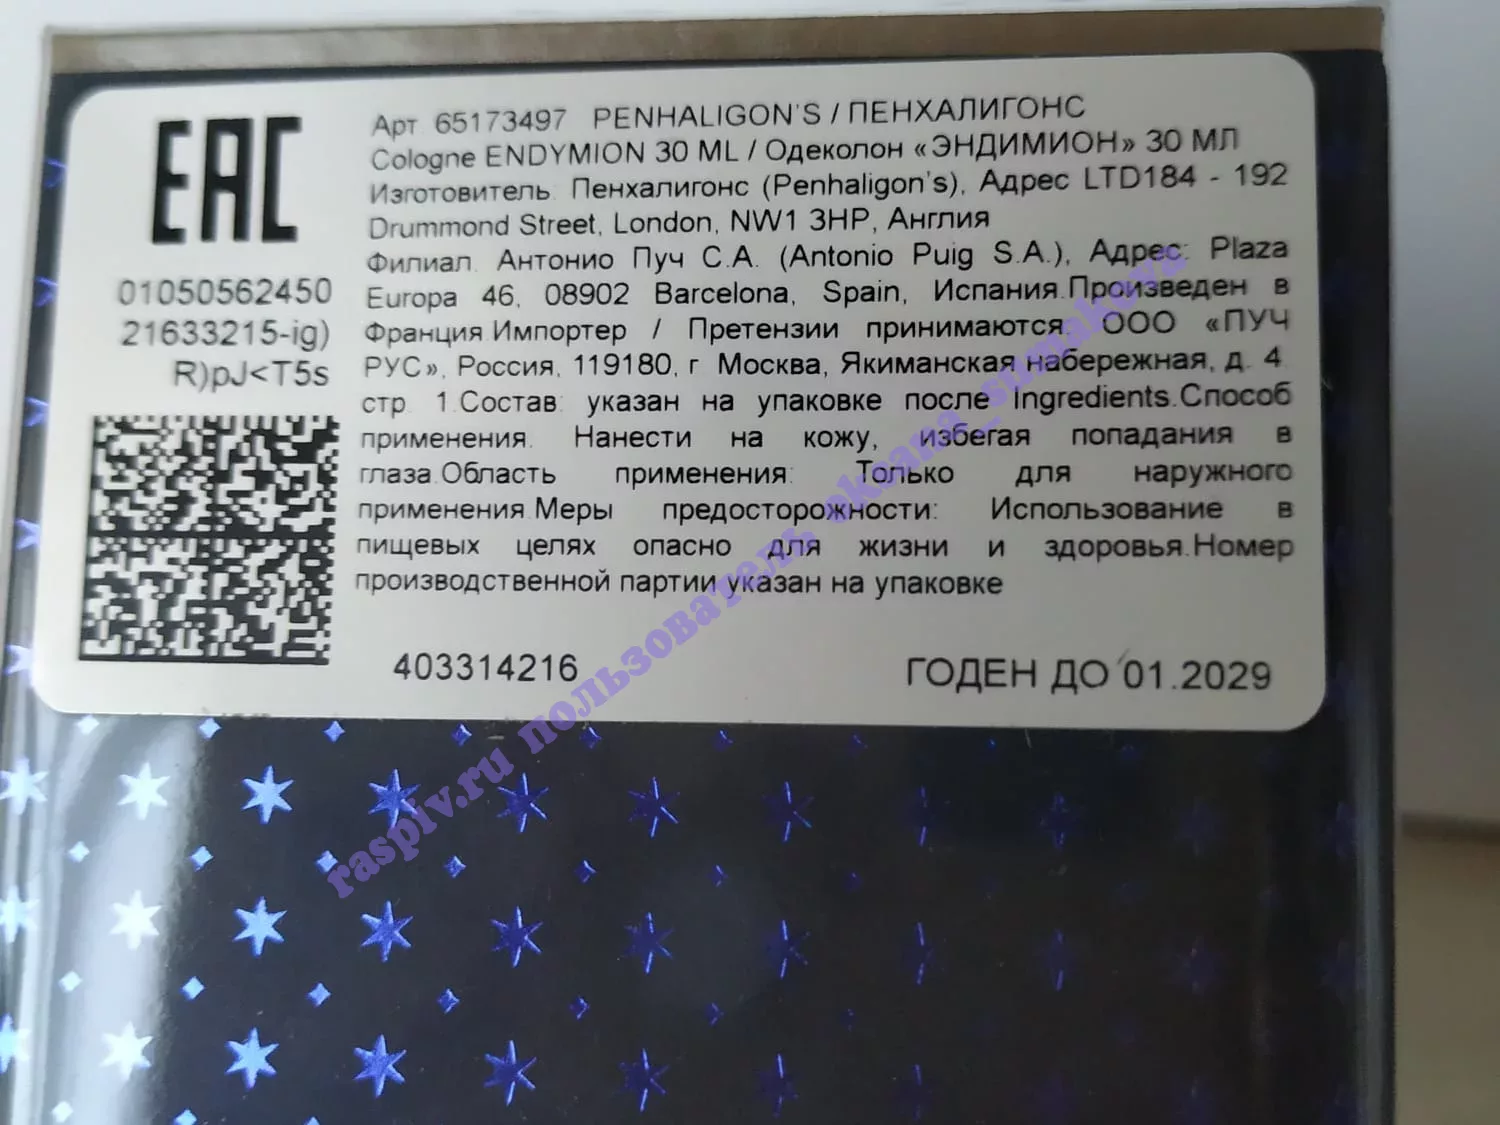 EAC
01050562450
21633215-ig)
R)pJ<T5s
Арт. 65173497 PENHALIGON'S / ПЕНХАЛИГОНС
Cologne ENDYMION 30 ML / Одеколон «ЭНДИМИОН» 30 МЛ
Изготовитель: Пенхалигонс (Penhaligon's), Адрес LTD184 - 192
Drummond Street, London, NW1 3HP, Англия
Филиал: Антонио Пуч С.А. (Antonio Puig S.A.), Адрес: Plaza
Europa 46, 08902 Barcelona, Spain, Испания.Произведен в
Франция.Импортер / Претензии принимаются: ООО «ПУЧ
РУС», Россия, 119180, г. Москва, Якиманская набережная, д. 4
стр. 1.Состав: указан на упаковке после Ingredients.Способ
применения: Нанести на кожу, избегая попадания в
глаза.Область применения: Только для наружного
применения.Меры предосторожности: Использование в
пищевых целях опасно для жизни и здоровья.Номер
производственной партии указан на упаковке
403314216
ГОДЕН ДО 01.2029
raspiv.ru пользователь oksana_sumakova